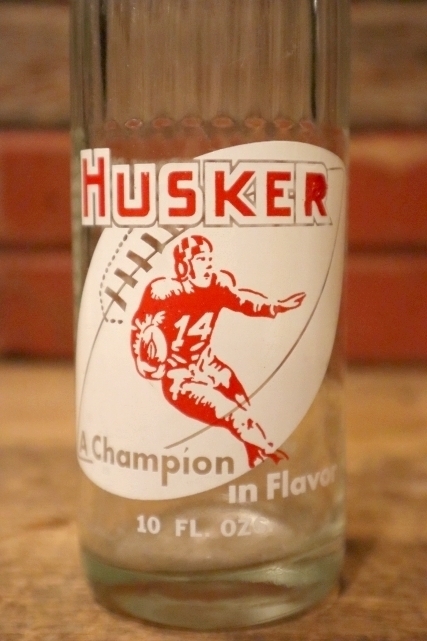 HUSKER
14
A Champion
in Flavor
10 FL. OZ